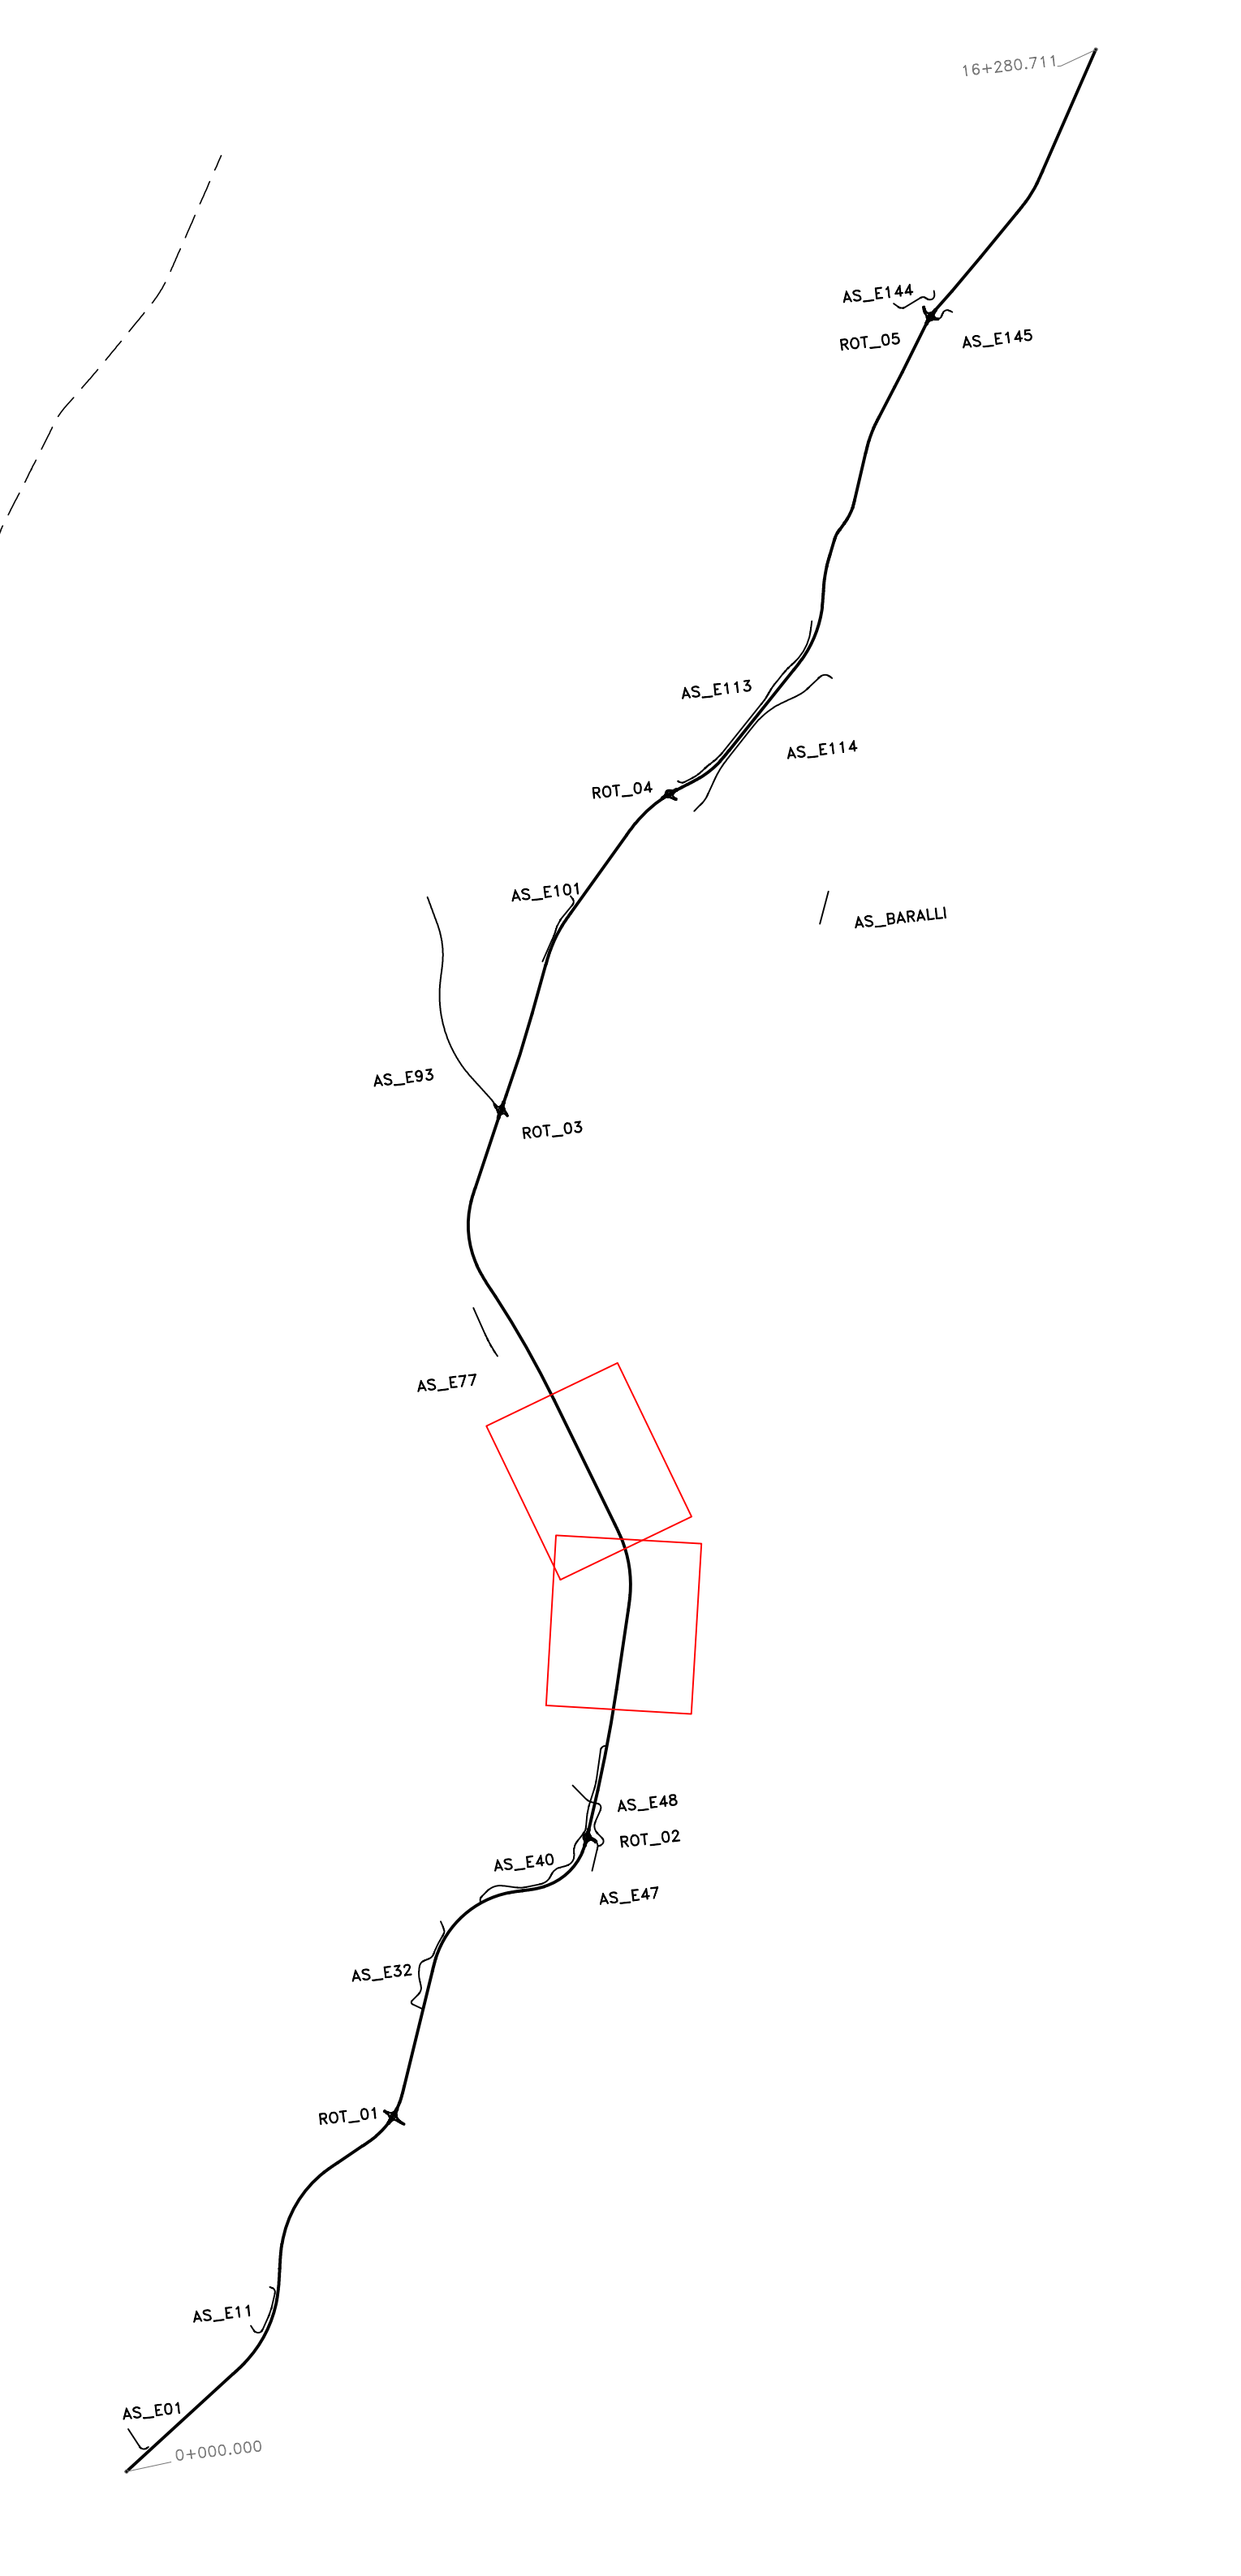 16+280.711
AS_E144
ROT_05
AS_E145
AS_E113
AS_E114
ROT_04
AS_E101
AS_BARALLI
AS_E93
ROT_03
AS_E77
AS_E48
ROT_02
AS_E40
AS_E47
AS_E32
ROT_01
AS_E11
AS_E01
0+000.000